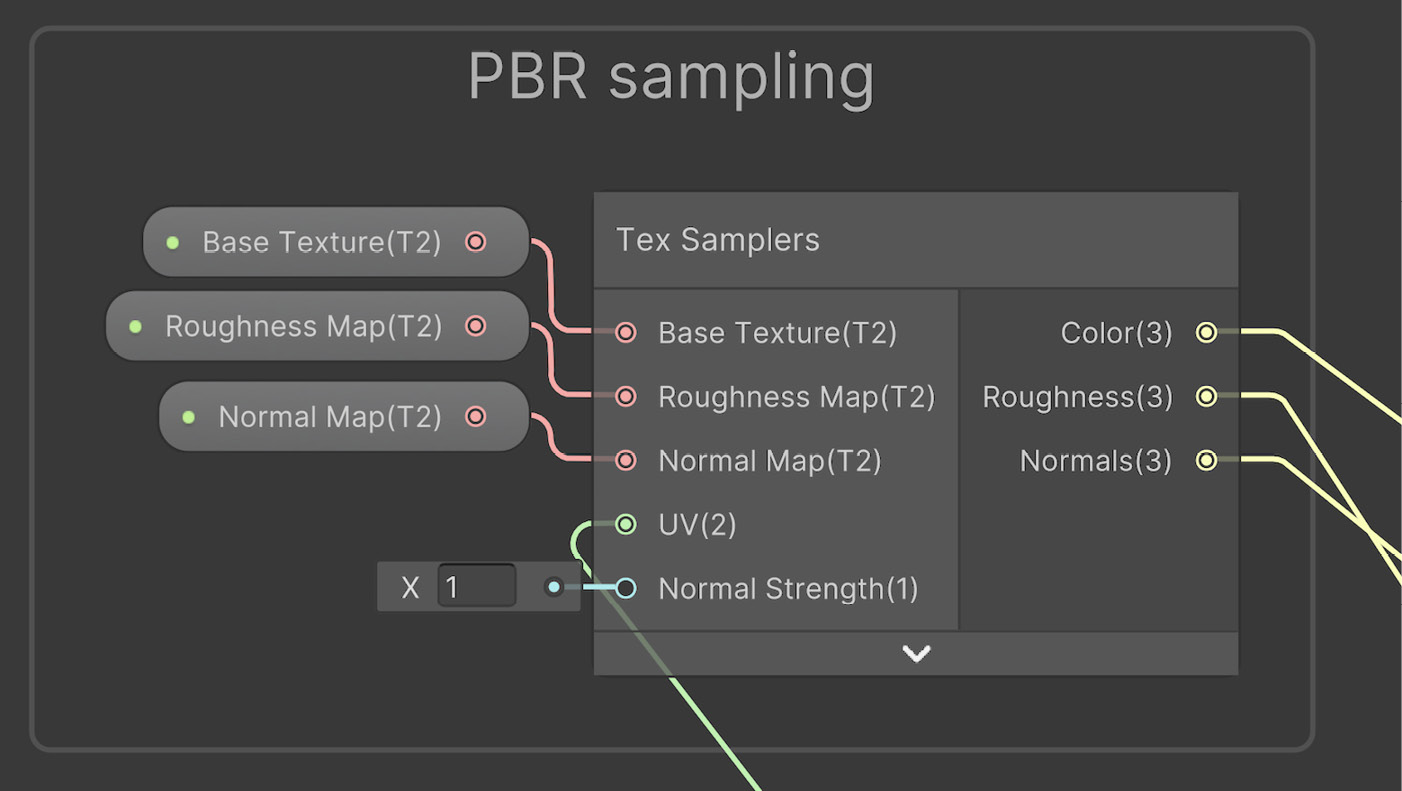 PBR sampling
Base Texture(T2)
Roughness Map(T2)
Normal Map(T2)
Tex Samplers
Base Texture(T2)
Roughness Map(T2)
Normal Map(T2)
UV(2)
X 1
Normal Strength(1)
Color(3)
Roughness(3)
Normals(3)